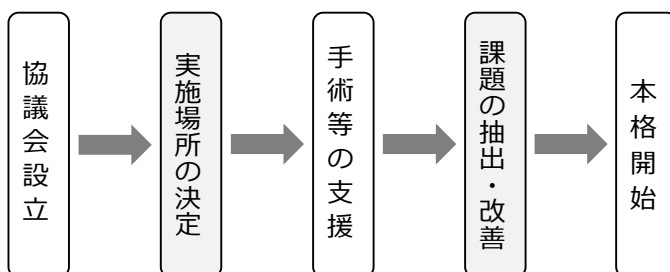 協議会設立
実施場所の決定
手術等の支援
課題の抽出・改善
本格開始